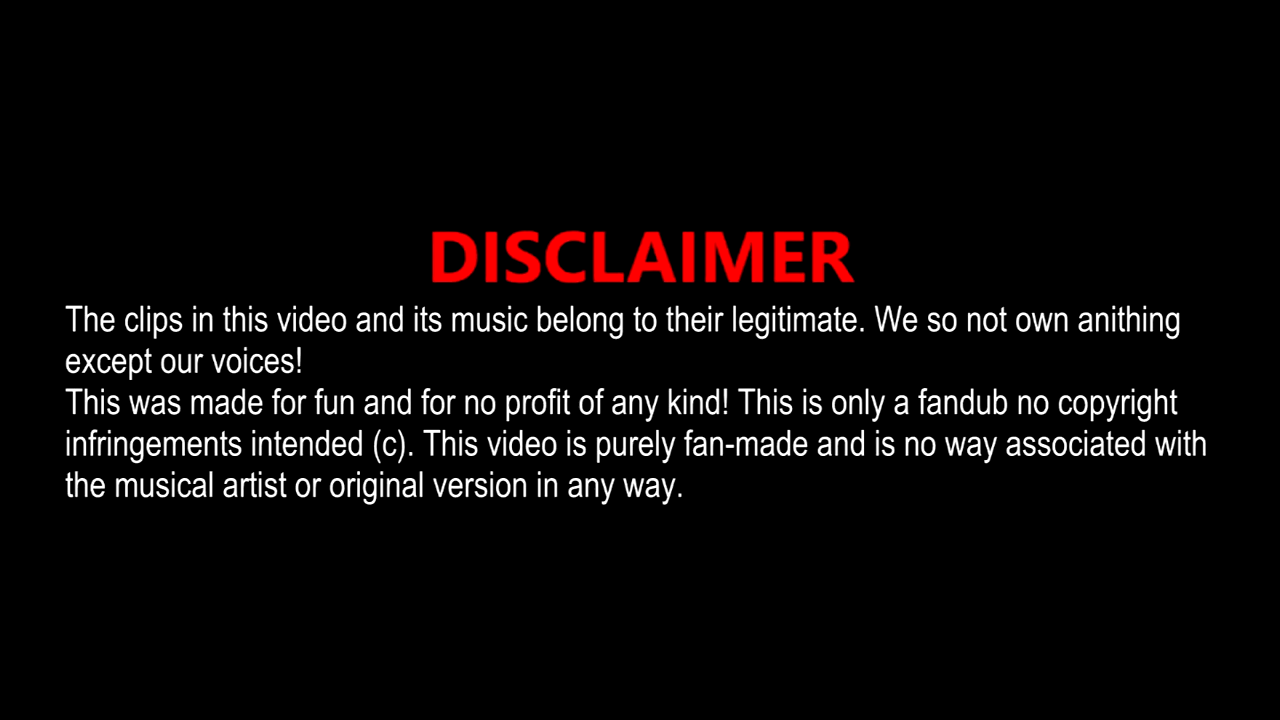 DISCLAIMER
The clips in this video and its music belong to their legitimate. We so not own anithing
except our voices!
This was made for fun and for no profit of any kind! This is only a fandub no copyright
infringements intended (c). This video is purely fan-made and is no way associated with
the musical artist or original version in any way.